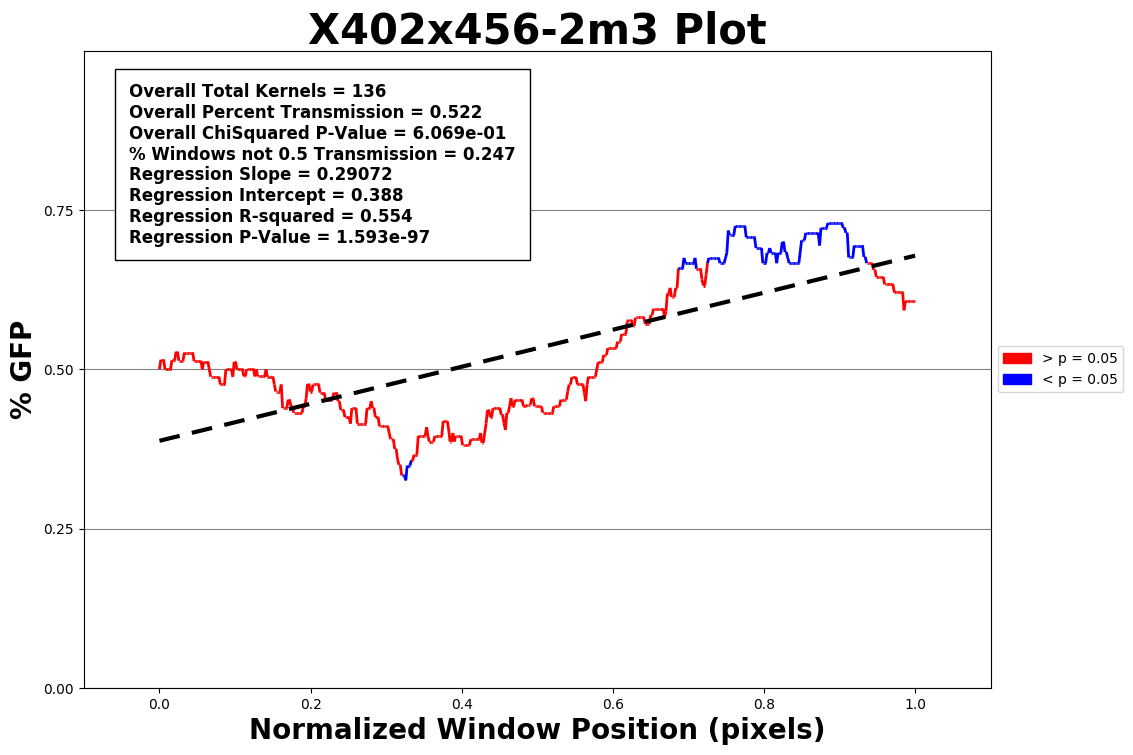 X402x456-2m3 Plot
Overall Total Kernels = 136
Overall Percent Transmission = 0.522
Overall ChiSquared P-Value = 6.069e-01
% Windows not 0.5 Transmission = 0.247
Regression Slope = 0.29072
Regression Intercept = 0.388
Regression R-squared = 0.554
Regression P-Value = 1.593e-97
% GFP
0.75
0.50
0.25
0.00
> p = 0.05
< p = 0.05
0.0 0.2 0.4 0.6 0.8 1.0
Normalized Window Position (pixels)